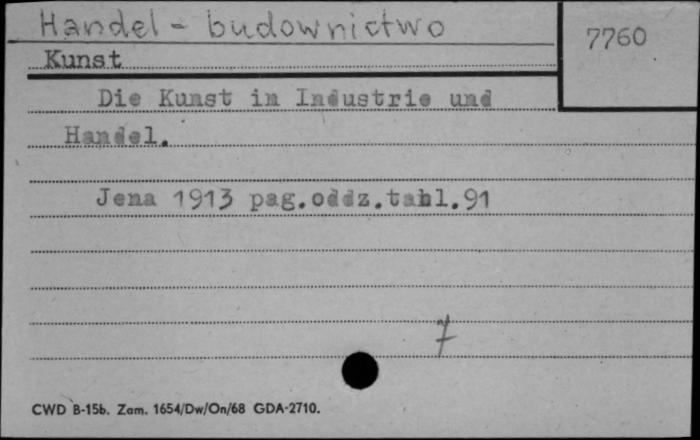 Handel - budownictwo
7760
Kunst
Die Kunst in Industrie und
Handel.
Jena 1913 pag.oddz.tabl.91
7
CWD B-15b. Zam. 1654/Dw/On/68 GDA-2710.